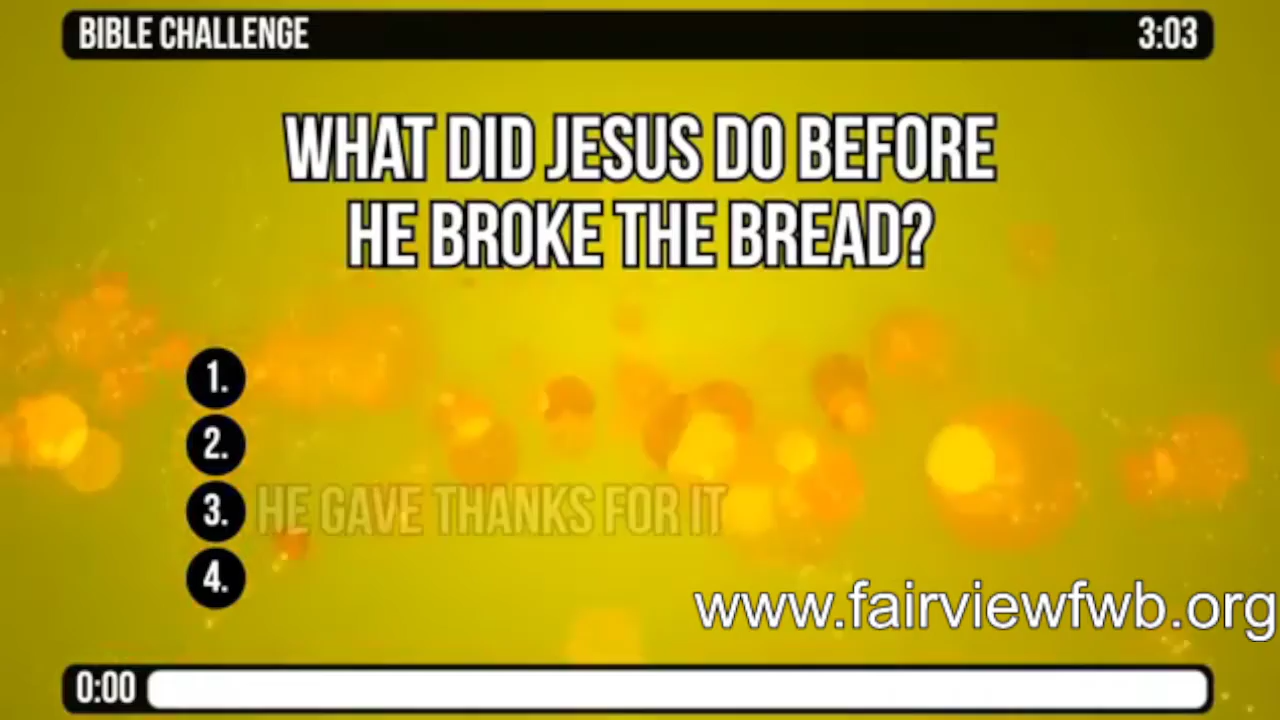 BIBLE CHALLENGE 3:03
WHAT DID JESUS DO BEFORE
HE BROKE THE BREAD?
1.
2.
3. HE GAVE THANKS FOR IT
4.
www.fairviewfwb.org
0:00